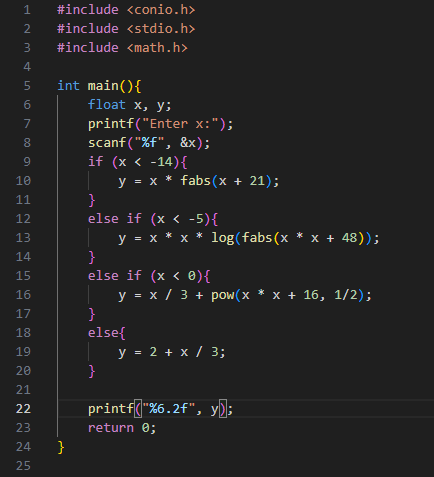 1 #include <conio.h>
2 #include <stdio.h>
3 #include <math.h>
4
5 int main(){
6     float x, y;
7     printf("Enter x:");
8     scanf("%f", &x);
9     if (x < -14){
10         y = x * fabs(x + 21);
11     }
12     else if (x < -5){
13         y = x * x * log(fabs(x * x + 48));
14     }
15     else if (x < 0){
16         y = x / 3 + pow(x * x + 16, 1/2);
17     }
18     else{
19         y = 2 + x / 3;
20     }
21
22     printf("%6.2f", y);
23     return 0;
24 }
25